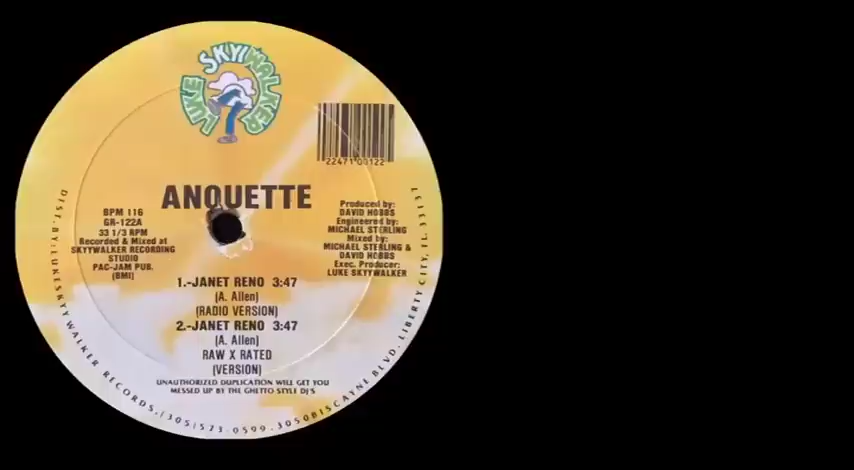 LUKE SKYYWALKER
22471 00122
ANQUETTE
BPM 116
GR-122A
33 1/3 RPM
Recorded & Mixed at
SKYYWALKER RECORDING
STUDIO
PAC-JAM PUB.
(BMI)
Produced by:
DAVID HOBBS
Engineered by:
MICHAEL STERLING
Mixed by:
MICHAEL STERLING &
DAVID HOBBS
Exec. Producer:
LUKE SKYYWALKER
1.-JANET RENO 3:47
(A. Allen)
(RADIO VERSION)
2.-JANET RENO 3:47
(A. Allen)
RAW X RATED
(VERSION)
UNAUTHORIZED DUPLICATION WILL GET YOU
MESSED UP BY THE GHETTO STYLE DJ'S
DIST. BY: LUKE SKYYWALKER RECORDS, (305) 573-0599. 3050 BISCAYNE BLVD. LIBERTY CITY, FL. 33137